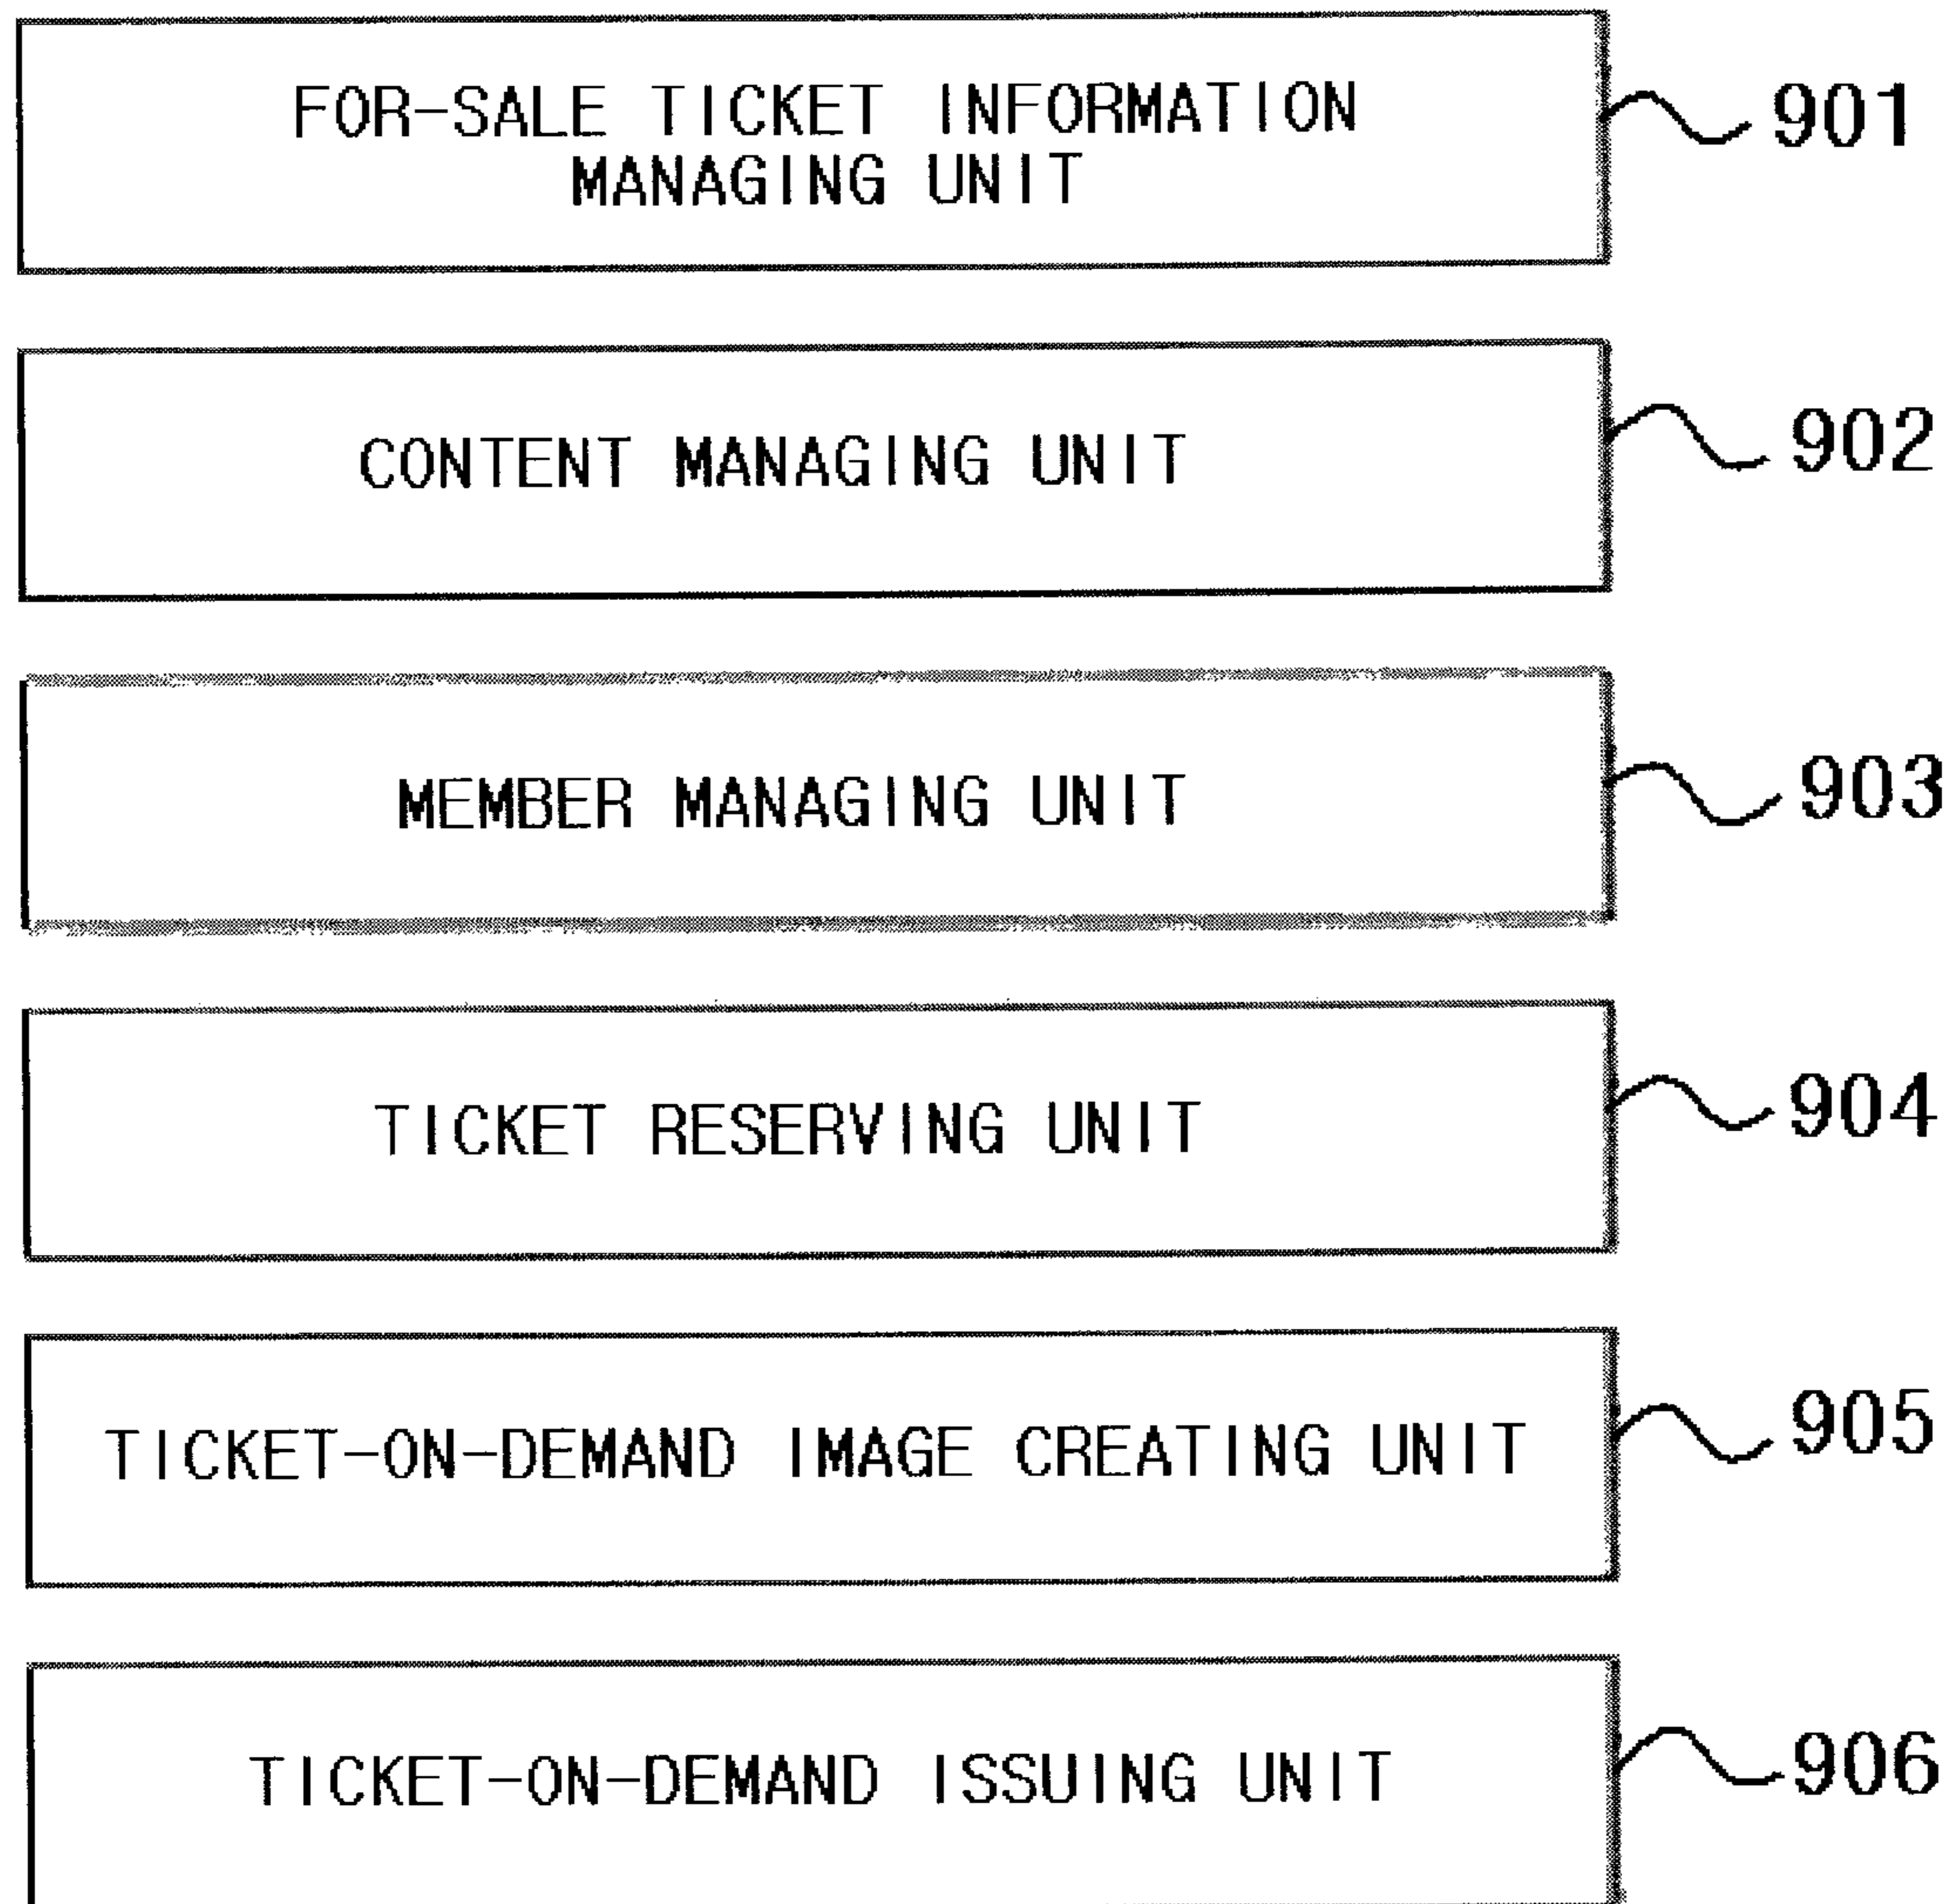 FOR-SALE TICKET INFORMATION
MANAGING UNIT
901
CONTENT MANAGING UNIT
902
MEMBER MANAGING UNIT
903
TICKET RESERVING UNIT
904
TICKET-ON-DEMAND IMAGE CREATING UNIT
905
TICKET-ON-DEMAND ISSUING UNIT
906